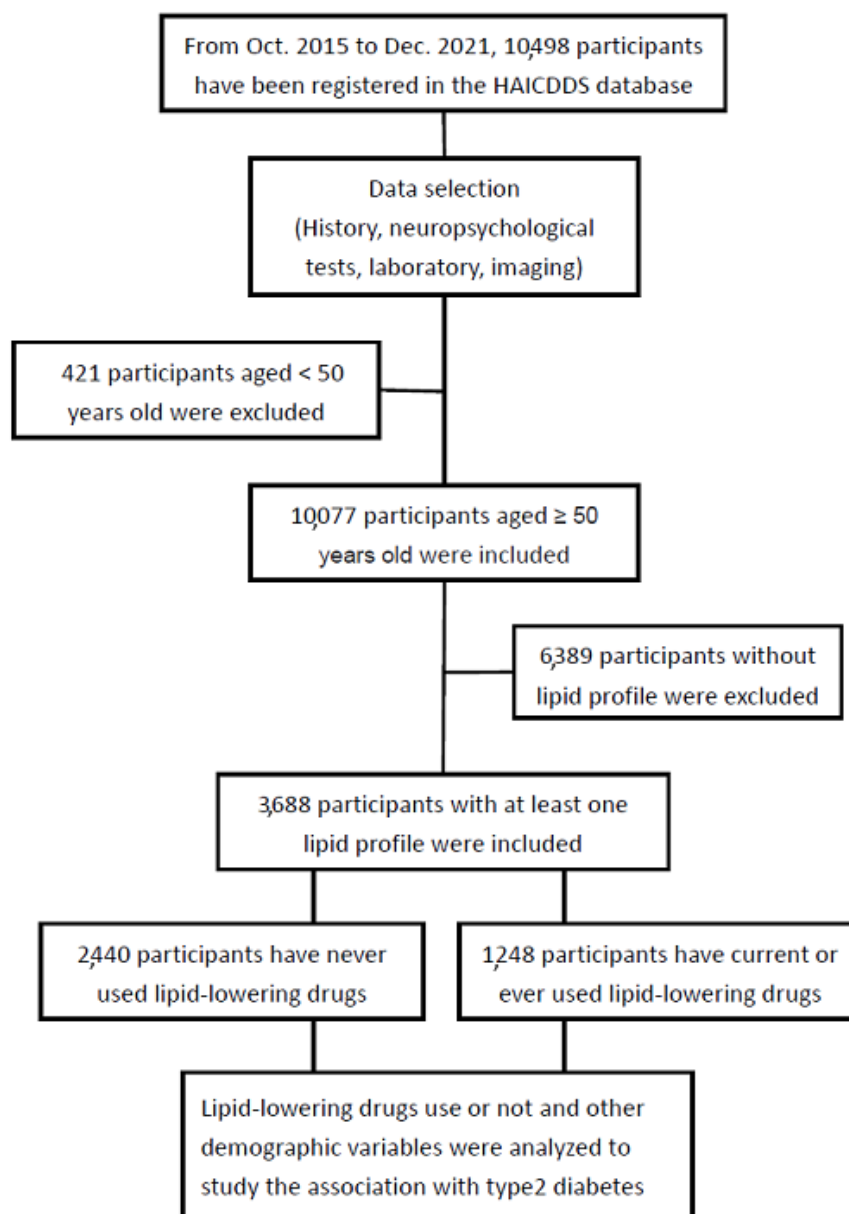 From Oct. 2015 to Dec. 2021, 10,498 participants
have been registered in the HAICDDS database
Data selection
(History, neuropsychological
tests, laboratory, imaging)
421 participants aged < 50
years old were excluded
10,077 participants aged ≥ 50
years old were included
6,389 participants without
lipid profile were excluded
3,688 participants with at least one
lipid profile were included
2,440 participants have never
used lipid-lowering drugs
1,248 participants have current or
ever used lipid-lowering drugs
Lipid-lowering drugs use or not and other
demographic variables were analyzed to
study the association with type2 diabetes